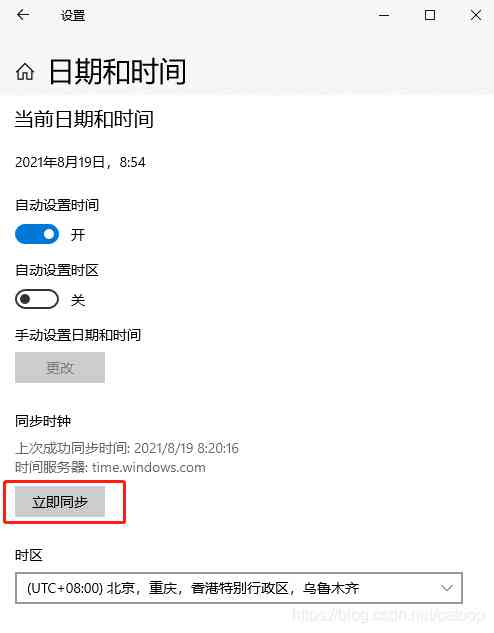 设置
日期和时间
当前日期和时间
2021年8月19日，8:54
自动设置时间
开
自动设置时区
关
手动设置日期和时间
更改
同步时钟
上次成功同步时间: 2021/8/19 8:20:16
时间服务器: time.windows.com
立即同步
时区
(UTC+08:00) 北京，重庆，香港特别行政区，乌鲁木齐
https://blog.csdn.net/catoop